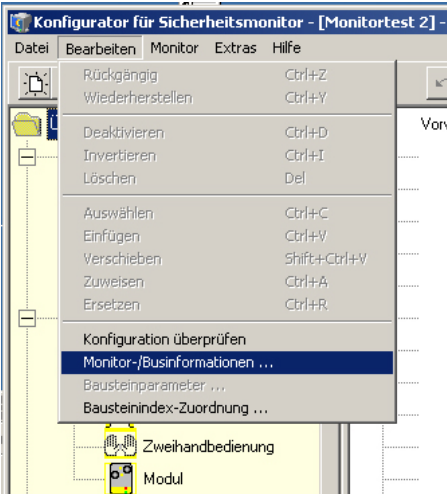 Konfigurator für Sicherheitsmonitor - [Monitortest 2] -
Datei Bearbeiten Monitor Extras Hilfe
Rückgängig Ctrl+Z
Wiederherstellen Ctrl+Y
Deaktivieren Ctrl+D
Invertieren Ctrl+I
Löschen Del
Auswählen Ctrl+C
Einfügen Ctrl+V
Verschieben Shift+Ctrl+V
Zuweisen Ctrl+A
Ersetzen Ctrl+R
Konfiguration überprüfen
Monitor-/Businformationen ...
Bausteinparameter ...
Bausteinindex-Zuordnung ...
Zweihandbedienung
Modul